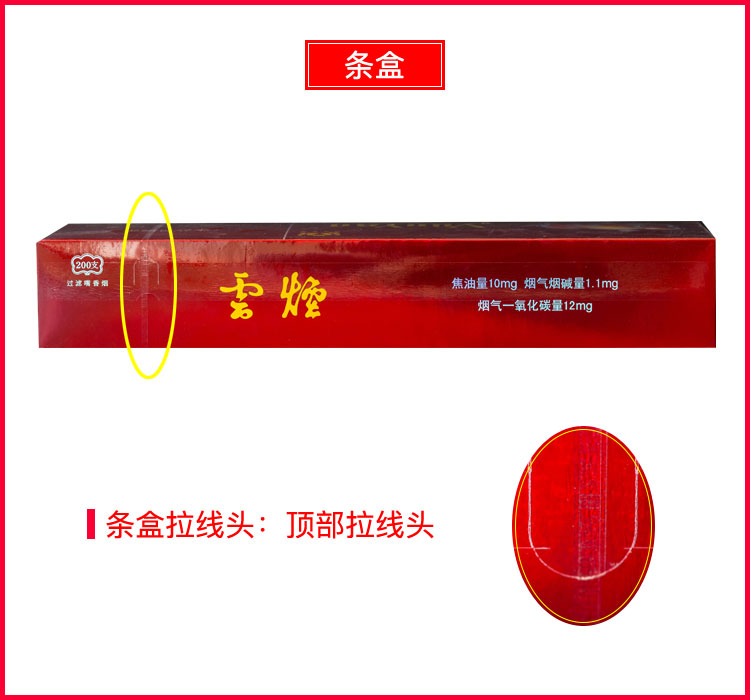 条盒
200支
过滤嘴香烟
雲煙
焦油量10mg 烟气烟碱量1.1mg
烟气一氧化碳量12mg
条盒拉线头：顶部拉线头